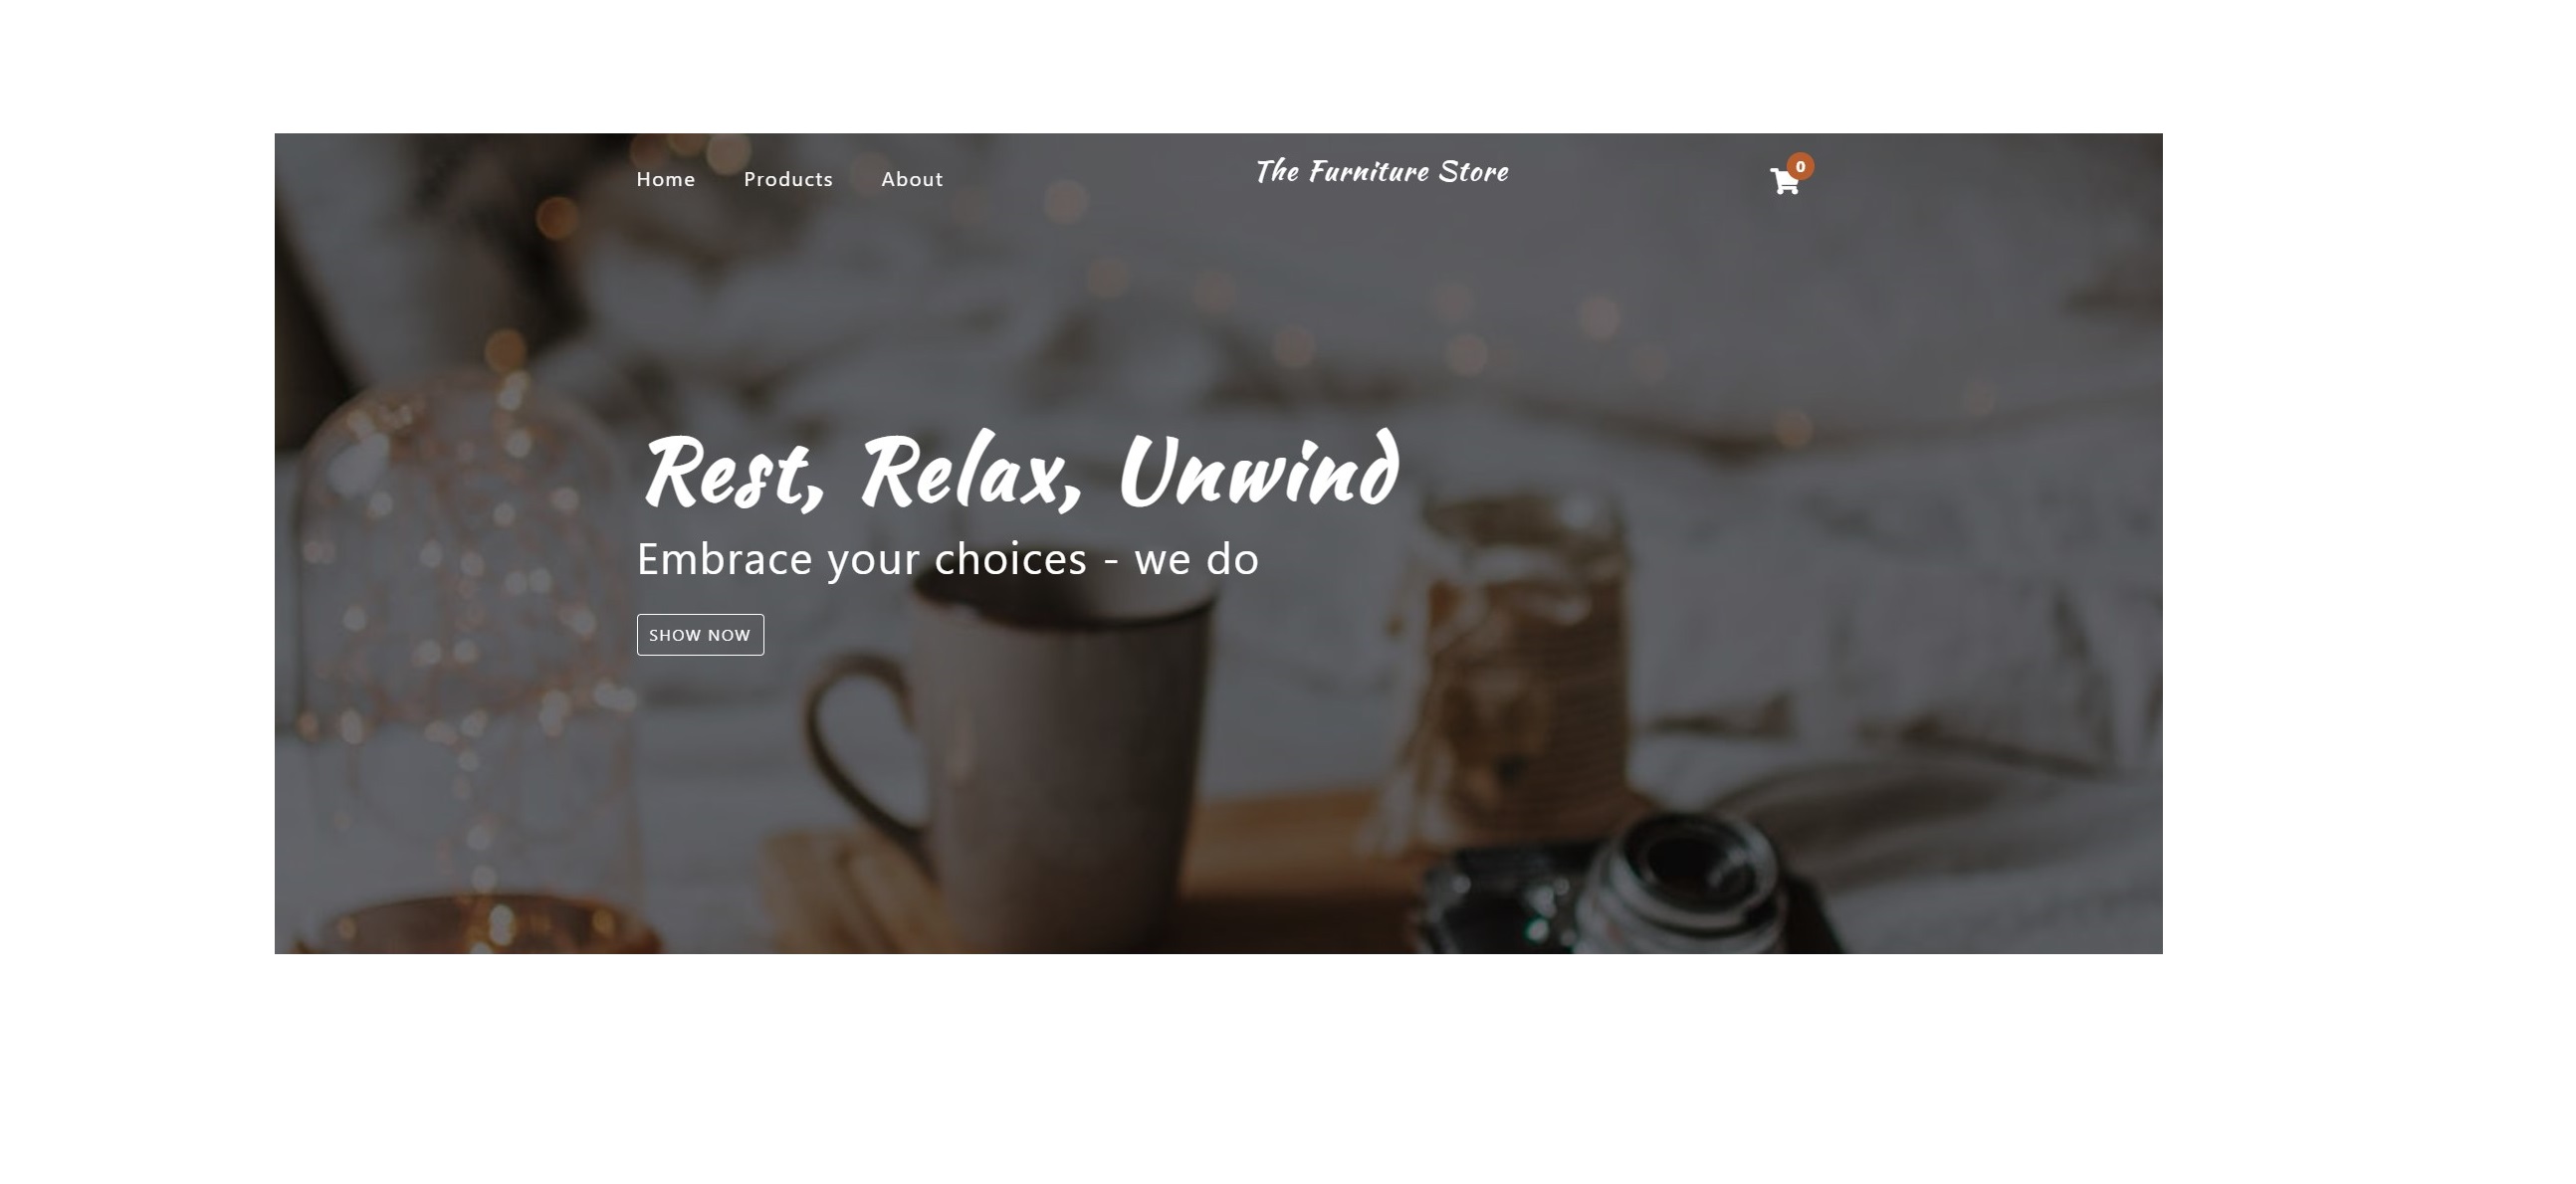 Home Products About
The Furniture Store
0
Rest, Relax, Unwind
Embrace your choices - we do
SHOW NOW